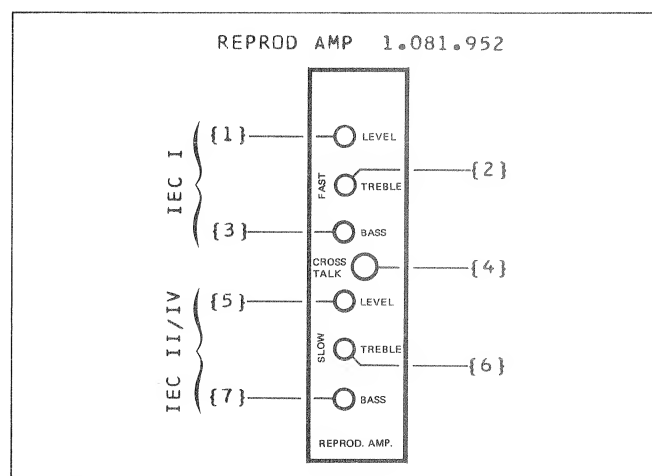 REPROD AMP 1.081.952
{1} LEVEL
IEC I
FAST
TREBLE {2}
{3} BASS
CROSS
TALK {4}
{5} LEVEL
IEC II/IV
SLOW
TREBLE
{6}
{7} BASS
REPROD. AMP.